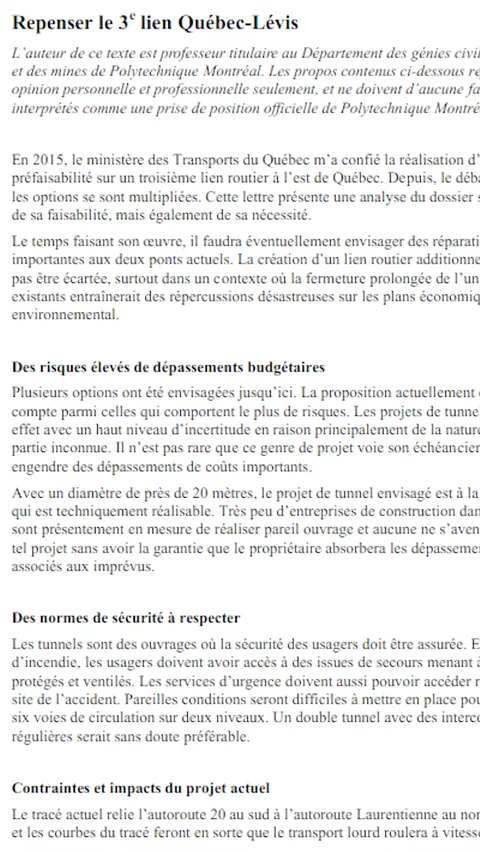 Repenser le 3e lien Québec-Lévis
L'auteur de ce texte est professeur titulaire au Département des génies civil
et des mines de Polytechnique Montréal. Les propos contenus ci-dessous re
opinion personnelle et professionnelle seulement, et ne doivent d'aucune fa
interprétés comme une prise de position officielle de Polytechnique Montré
En 2015, le ministère des Transports du Québec m'a confié la réalisation d'
préfaisabilité sur un troisième lien routier à l'est de Québec. Depuis, le déba
les options se sont multipliées. Cette lettre présente une analyse du dossier s
de sa faisabilité, mais également de sa nécessité.
Le temps faisant son œuvre, il faudra éventuellement envisager des réparati
importantes aux deux ponts actuels. La création d'un lien routier additionne
pas être écartée, surtout dans un contexte où la fermeture prolongée de l'un
existants entraînerait des répercussions désastreuses sur les plans économiq
environnemental.
Des risques élevés de dépassements budgétaires
Plusieurs options ont été envisagées jusqu'ici. La proposition actuellement
compte parmi celles qui comportent le plus de risques. Les projets de tunnel
effet avec un haut niveau d'incertitude en raison principalement de la nature
partie inconnue. Il n'est pas rare que ce genre de projet voie son échéancier
engendre des dépassements de coûts importants.
Avec un diamètre de près de 20 mètres, le projet de tunnel envisagé est à la
qui est techniquement réalisable. Très peu d'entreprises de construction dan
sont présentement en mesure de réaliser pareil ouvrage et aucune ne s'aven
tel projet sans avoir la garantie que le propriétaire absorbera les dépassemen
associés aux imprévus.
Des normes de sécurité à respecter
Les tunnels sont des ouvrages où la sécurité des usagers doit être assurée. E
d'incendie, les usagers doivent avoir accès à des issues de secours menant à
protégés et ventilés. Les services d'urgence doivent aussi pouvoir accéder r
site de l'accident. Pareilles conditions seront difficiles à mettre en place pou
six voies de circulation sur deux niveaux. Un double tunnel avec des interco
régulières serait sans doute préférable.
Contraintes et impacts du projet actuel
Le tracé actuel relie l'autoroute 20 au sud à l'autoroute Laurentienne au nor
et les courbes du tracé feront en sorte que le transport lourd roulera à vitess